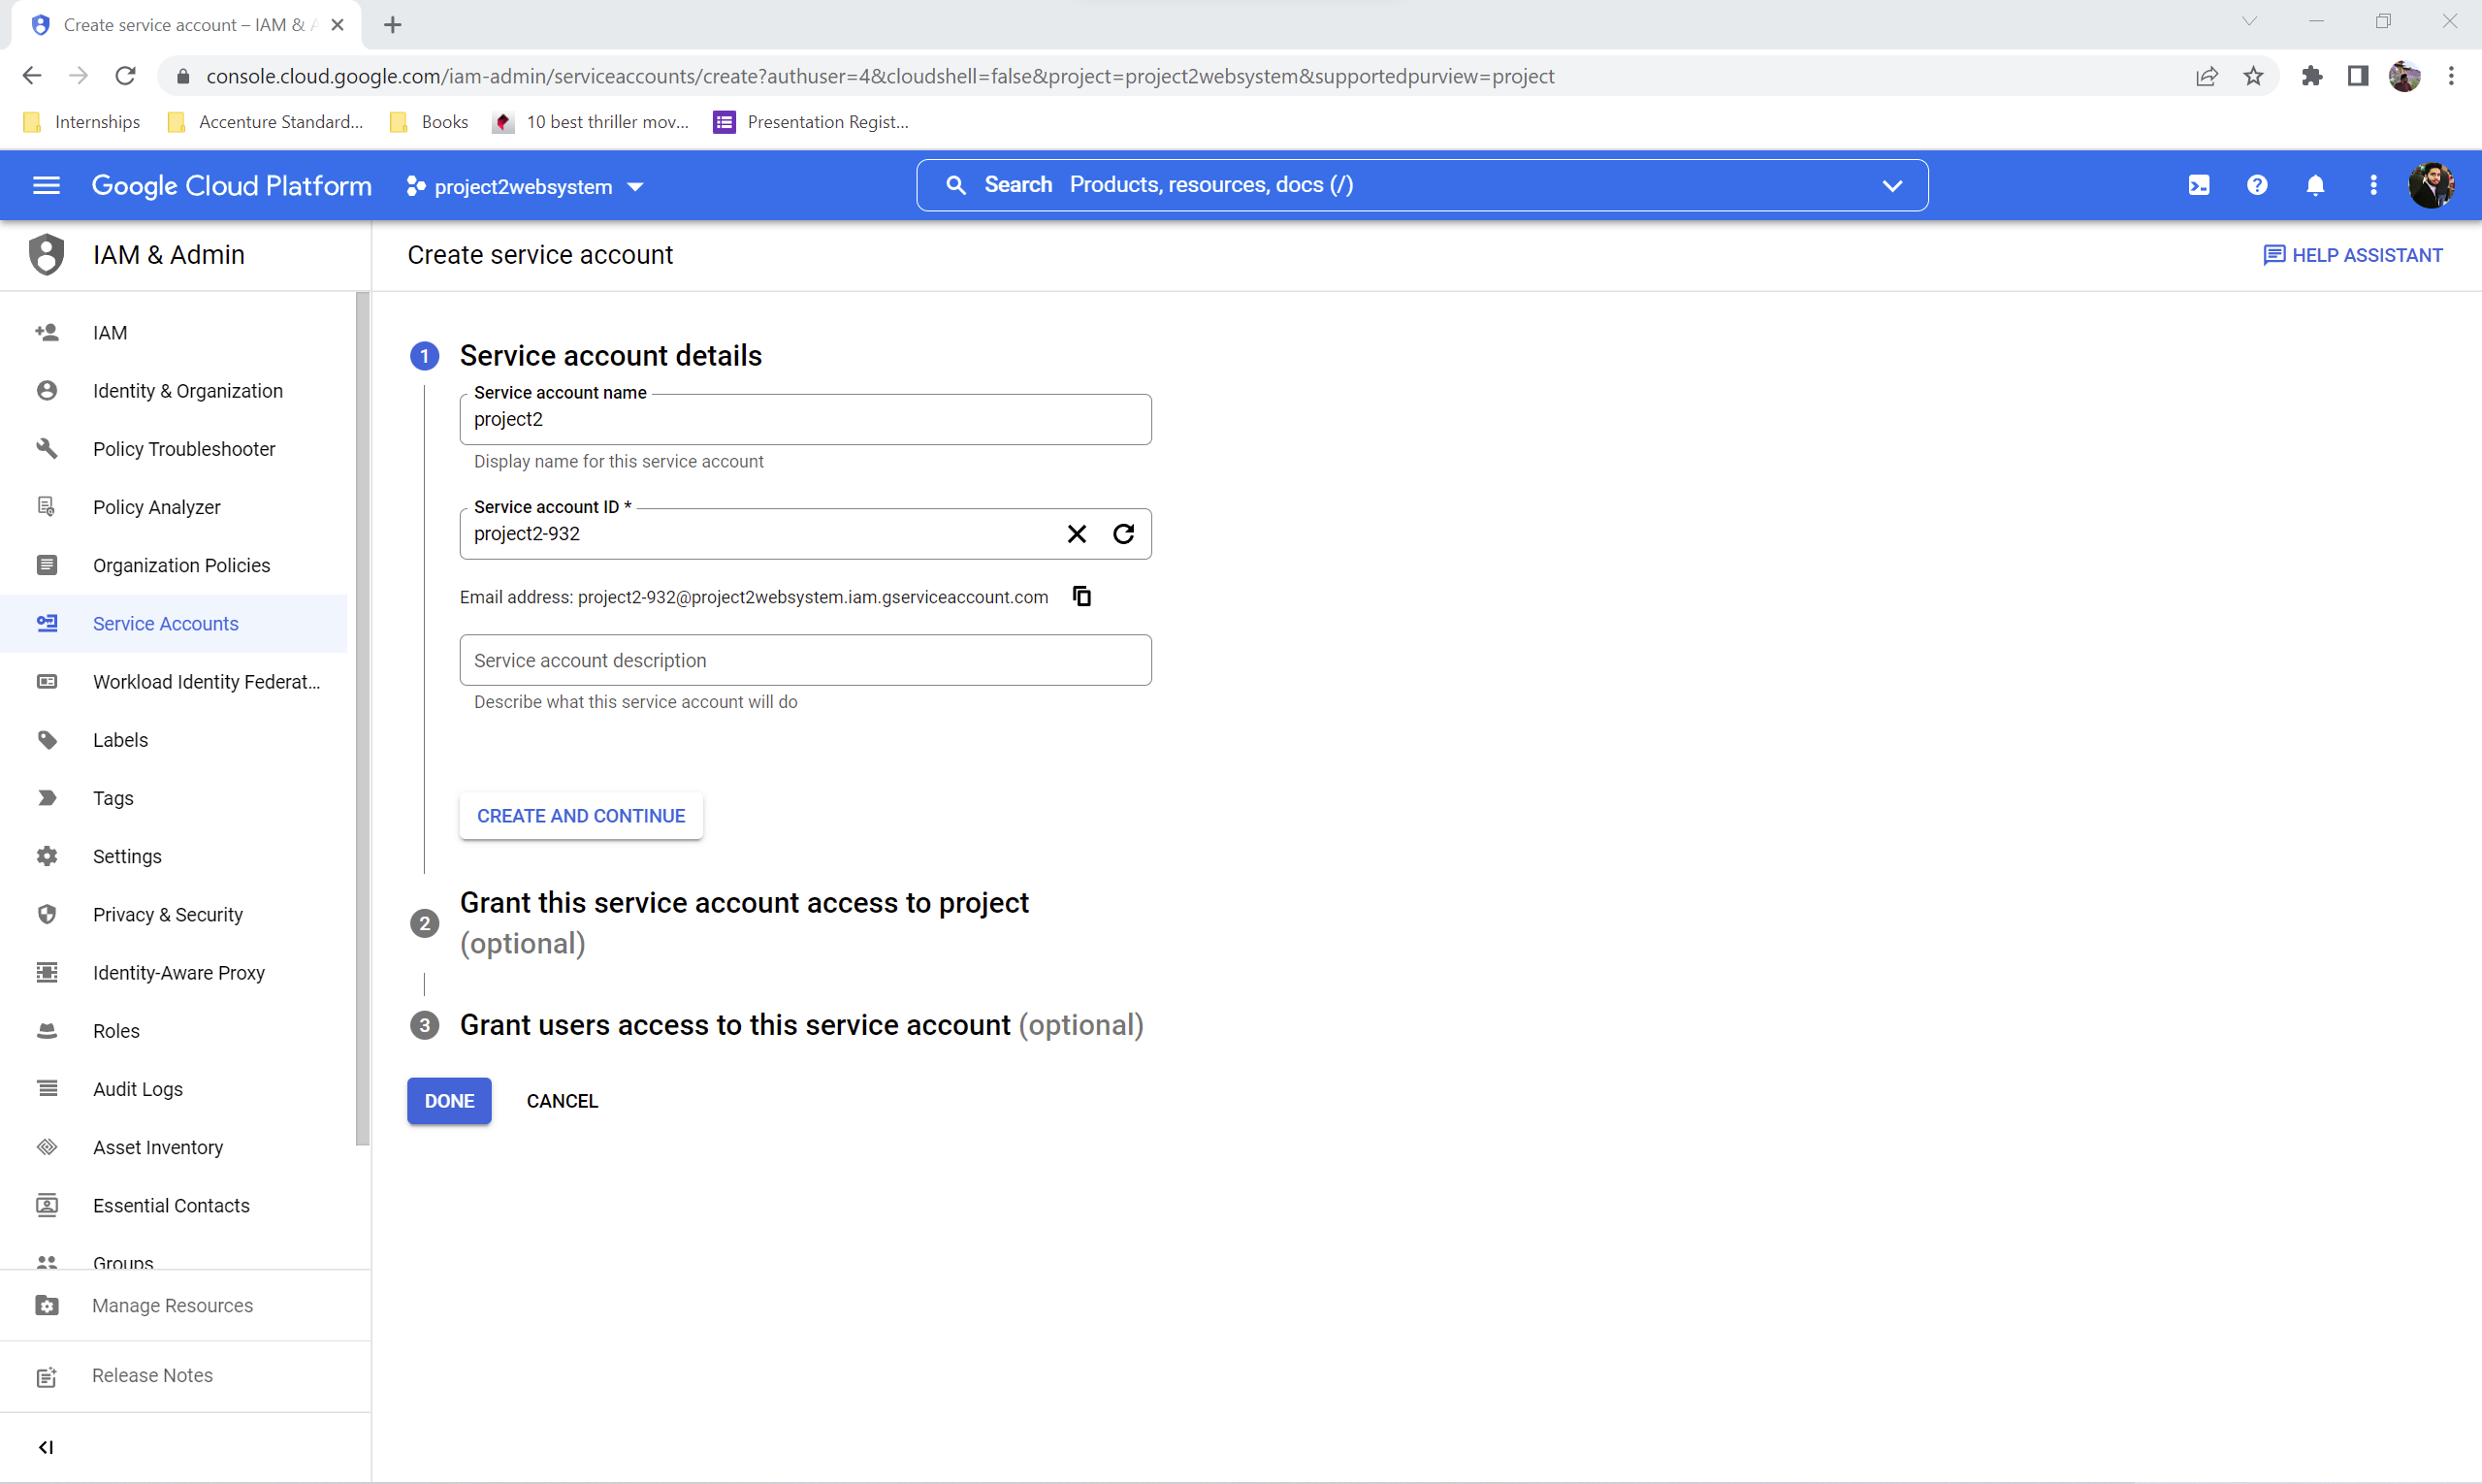 Create service account – IAM & A
console.cloud.google.com/iam-admin/serviceaccounts/create?authuser=4&cloudshell=false&project=project2websystem&supportedpurview=project
Internships Accenture Standard... Books 10 best thriller mov... Presentation Regist...
Google Cloud Platform project2websystem Search Products, resources, docs (/)
IAM & Admin
Create service account
HELP ASSISTANT
IAM
Identity & Organization
Policy Troubleshooter
Policy Analyzer
Organization Policies
Service Accounts
Workload Identity Federat...
Labels
Tags
Settings
Privacy & Security
Identity-Aware Proxy
Roles
Audit Logs
Asset Inventory
Essential Contacts
Groups
Manage Resources
Release Notes
1 Service account details
Service account name
project2
Display name for this service account
Service account ID *
project2-932
Email address: project2-932@project2websystem.iam.gserviceaccount.com
Service account description
Describe what this service account will do
CREATE AND CONTINUE
2 Grant this service account access to project
(optional)
3 Grant users access to this service account (optional)
DONE CANCEL